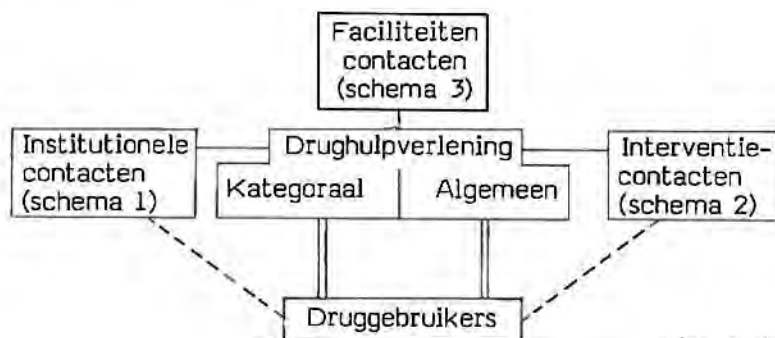 Faciliteiten
contacten
(schema 3)
Institutionele
contacten
(schema 1)
Drughulpverlening
Kategoraal
Algemeen
Interventie-
contacten
(schema 2)
Druggebruikers